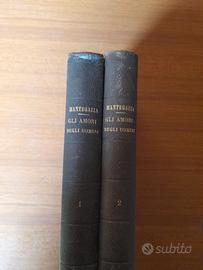 MANTEGAZZA
GLI AMORI
DEGLI UOMINI
1
MANTEGAZZA
GLI AMORI
DEGLI UOMINI
2
subito